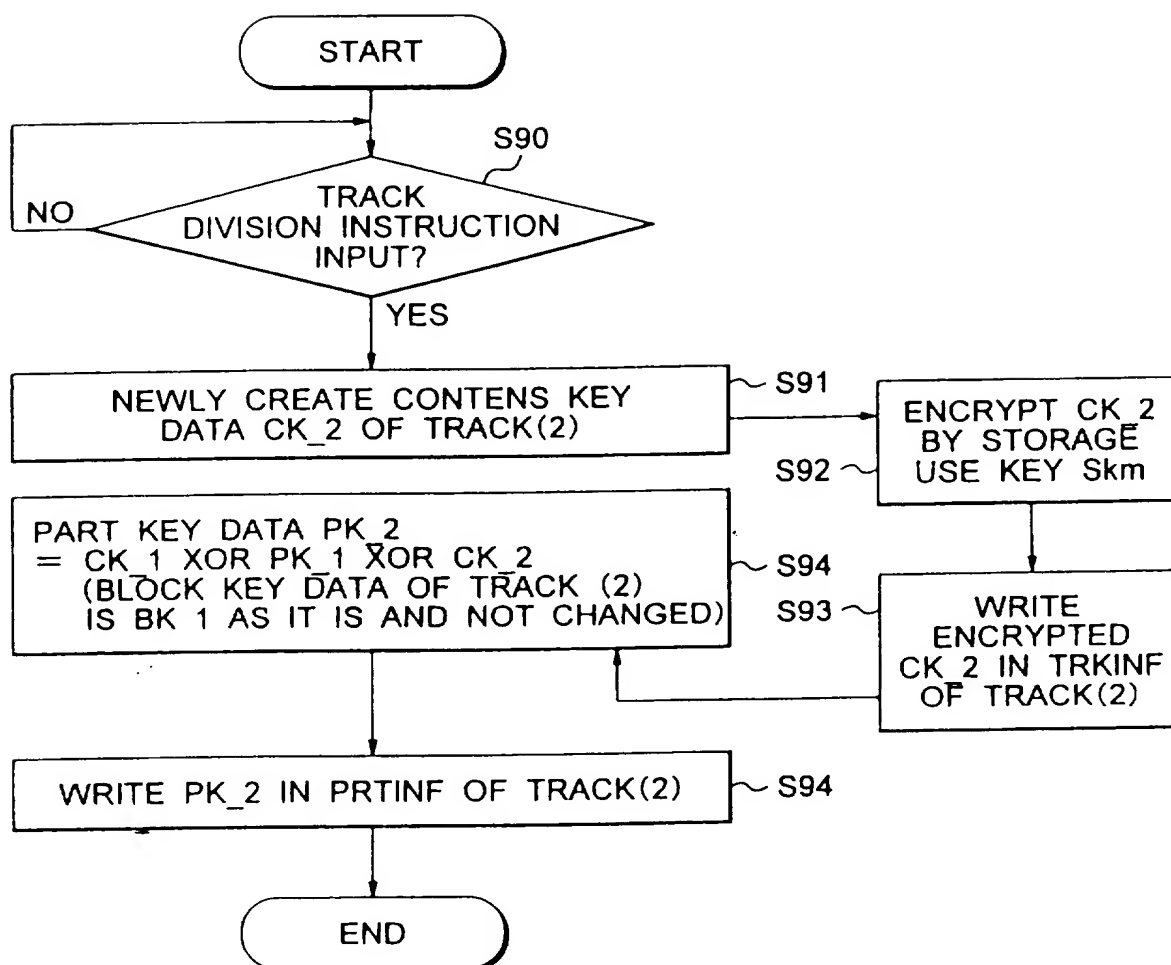 START
S90
TRACK
DIVISION INSTRUCTION
INPUT?
NO
YES
NEWLY CREATE CONTENS KEY
DATA CK_2 OF TRACK(2)
S91
ENCRYPT CK_2
BY STORAGE
USE KEY Skm
S92
WRITE
ENCRYPTED
CK_2 IN TRKINF
OF TRACK(2)
S93
PART KEY DATA PK_2
= CK_1 XOR PK_1 XOR CK_2
(BLOCK KEY DATA OF TRACK (2)
IS BK 1 AS IT IS AND NOT CHANGED)
S94
WRITE PK_2 IN PRTINF OF TRACK(2)
S94
END